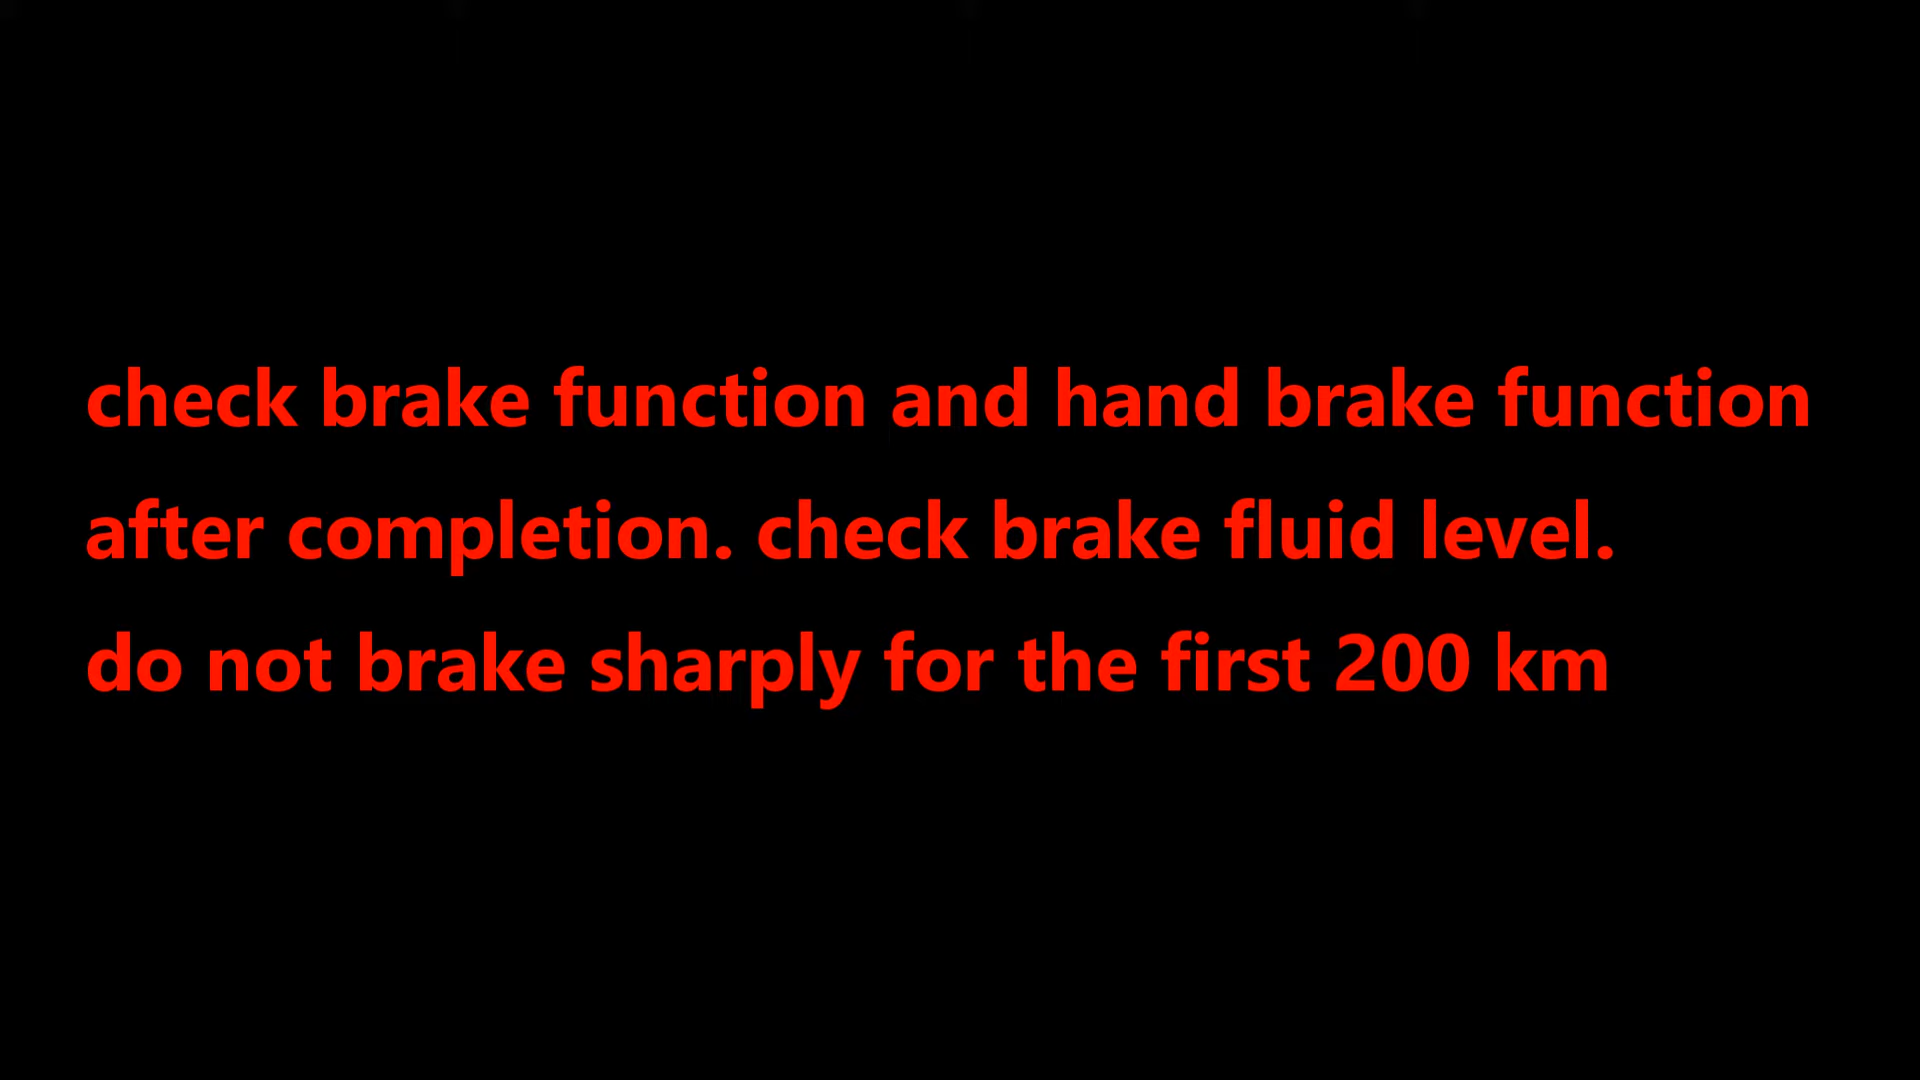 check brake function and hand brake function
after completion. check brake fluid level.
do not brake sharply for the first 200 km